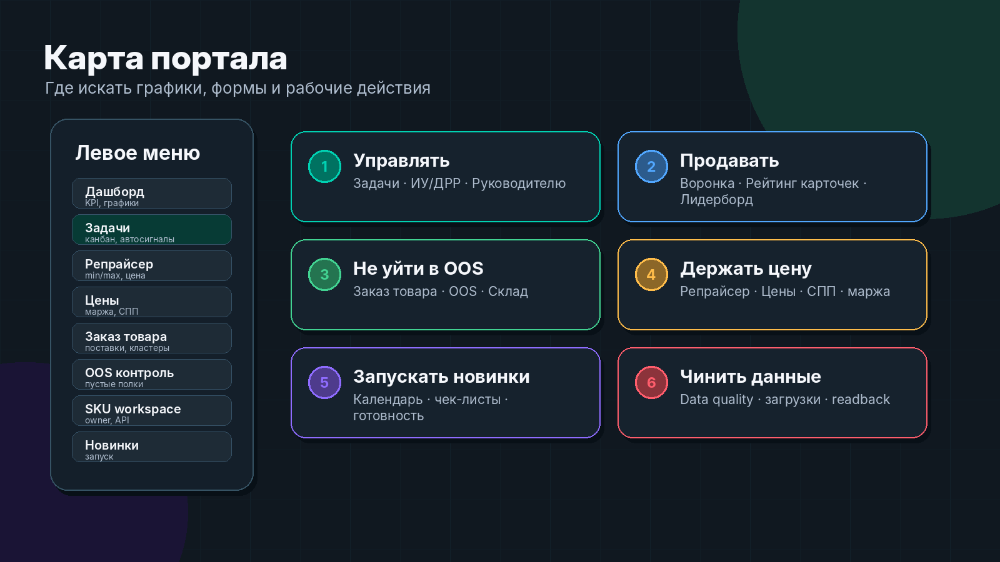 Карта портала
Где искать графики, формы и рабочие действия
Левое меню
Дашборд
KPI, графики
Задачи
канбан, автосигналы
Репрайсер
min/max, цена
Цены
маржа, СПП
Заказ товара
поставки, кластеры
OOS контроль
пустые полки
SKU workspace
owner, API
Новинки
запуск
1
Управлять
Задачи · ИУ/ДРР · Руководителю
2
Продавать
Воронка · Рейтинг карточек ·
Лидерборд
3
Не уйти в OOS
Заказ товара · OOS · Склад
4
Держать цену
Репрайсер · Цены · СПП · маржа
5
Запускать новинки
Календарь · чек-листы ·
готовность
6
Чинить данные
Data quality · загрузки · readback